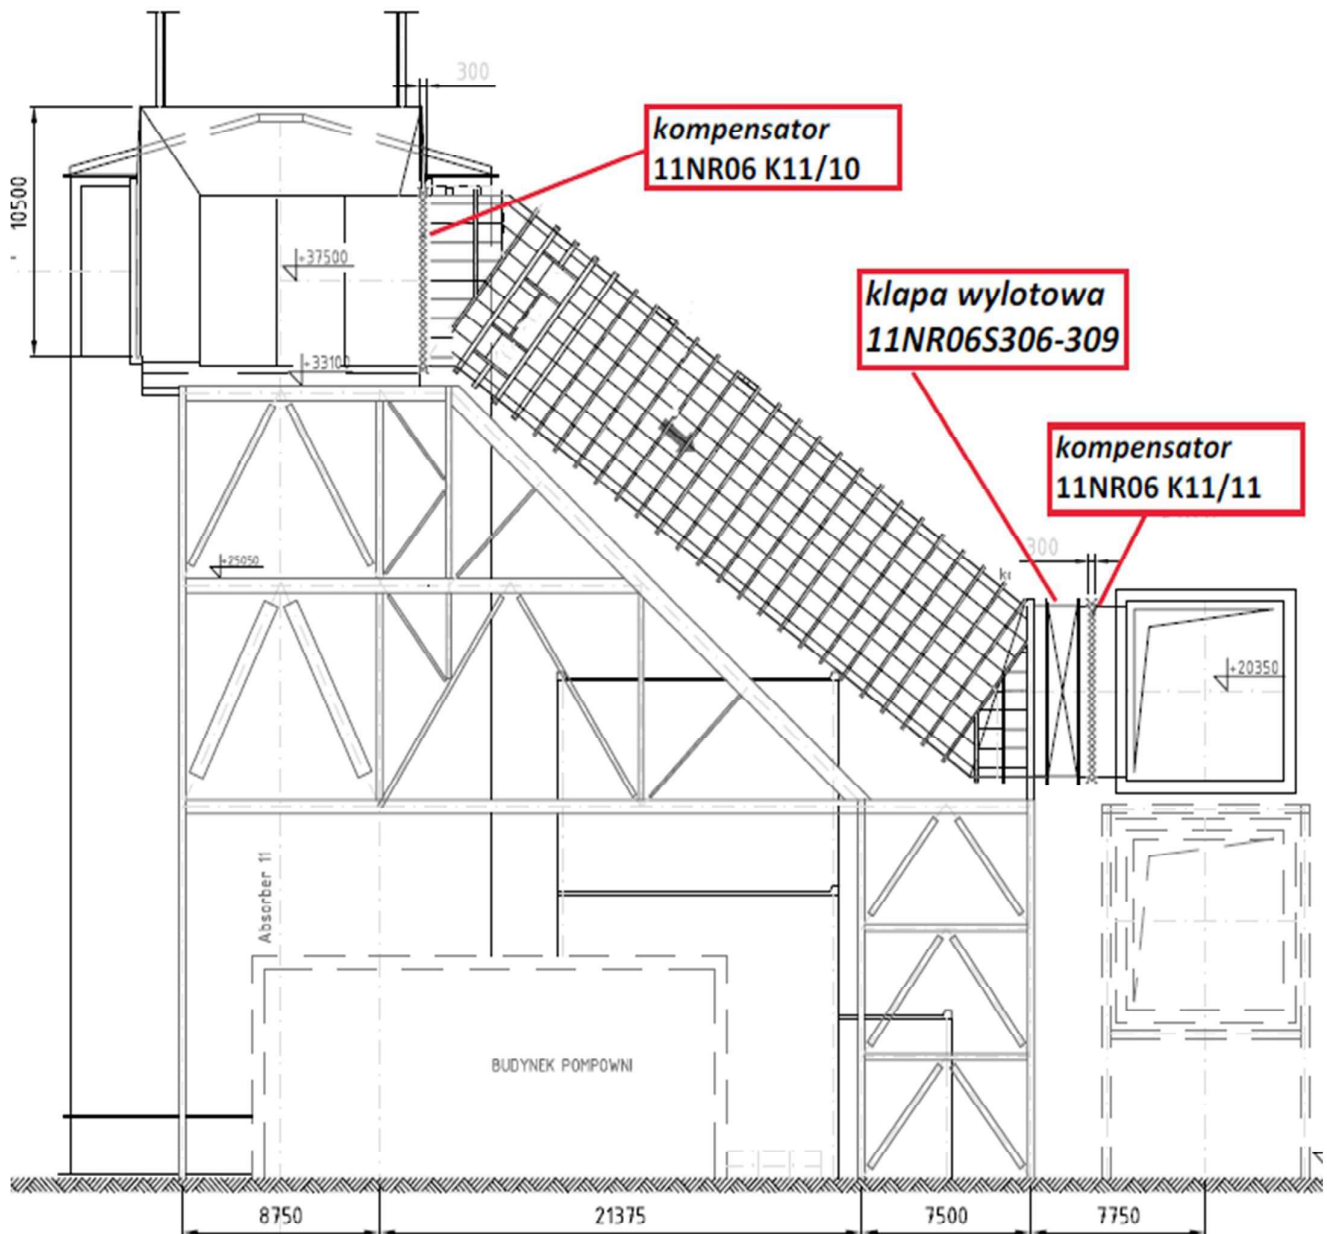 300
kompensator
11NR06 K11/10
10500
+37500
klapa wylotowa
11NR06S306-309
+33100
kompensator
11NR06 K11/11
300
+25050
+20350
Absorber 11
BUDYNEK POMPOWNI
8750
21375
7500
7750